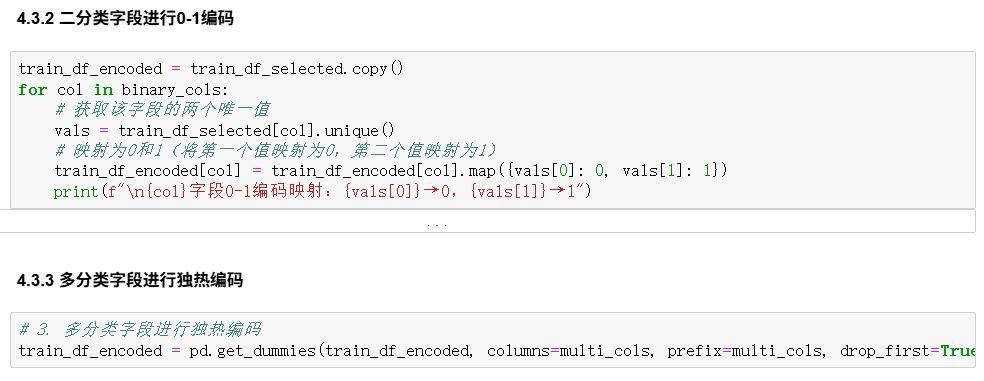 4.3.2 二分类字段进行0-1编码
train_df_encoded = train_df_selected.copy()
for col in binary_cols:
    # 获取该字段的两个唯一值
    vals = train_df_selected[col].unique()
    # 映射为0和1（将第一个值映射为0，第二个值映射为1）
    train_df_encoded[col] = train_df_encoded[col].map({vals[0]: 0, vals[1]: 1})
    print(f"\n{col}字段0-1编码映射：{vals[0]}→0，{vals[1]}→1")
...
4.3.3 多分类字段进行独热编码
# 3. 多分类字段进行独热编码
train_df_encoded = pd.get_dummies(train_df_encoded, columns=multi_cols, prefix=multi_cols, drop_first=True